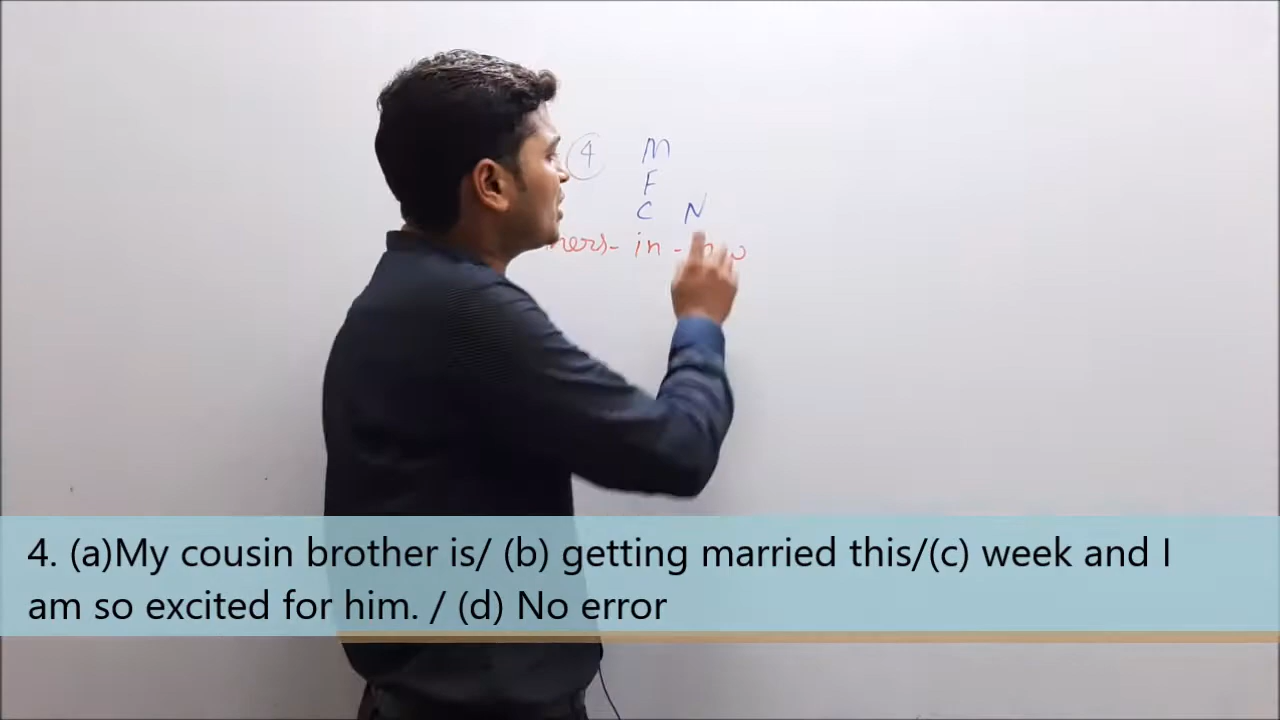 4 M
F
C N
in -
4. (a)My cousin brother is/ (b) getting married this/(c) week and I
am so excited for him. / (d) No error